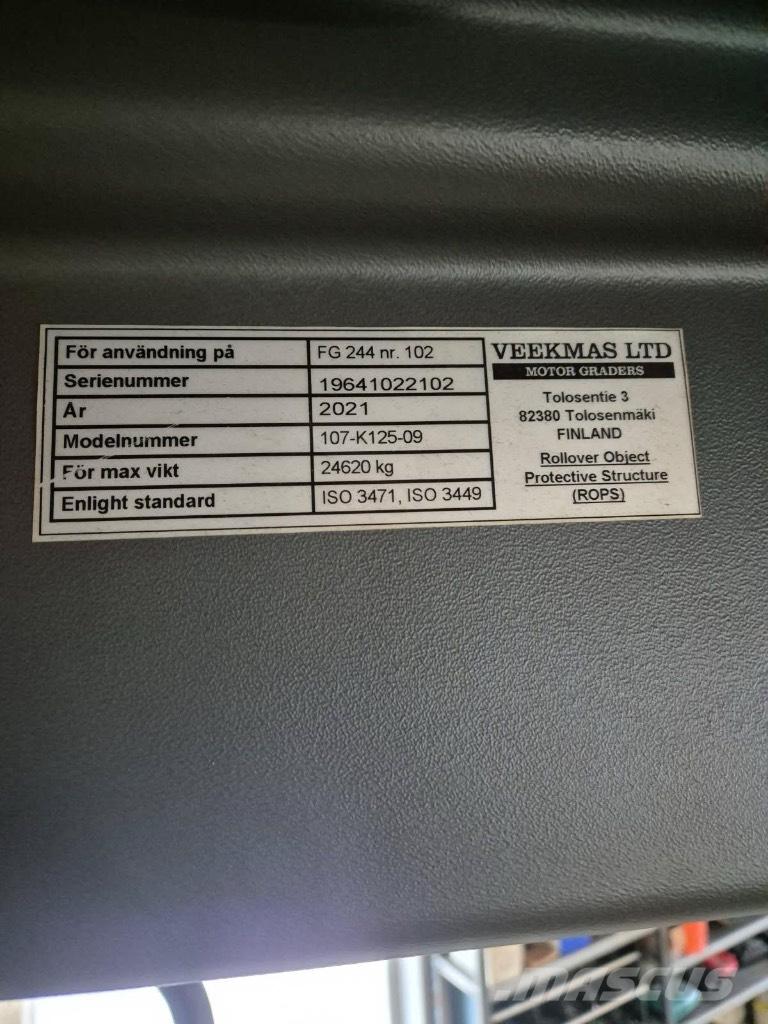 För användning på FG 244 nr. 102
Serienummer 19641022102
År 2021
Modelnummer 107-K125-09
För max vikt 24620 kg
Enlight standard ISO 3471, ISO 3449
VEEKMAS LTD
MOTOR GRADERS
Tolosentie 3
82380 Tolosenmäki
FINLAND
Rollover Object
Protective Structure
(ROPS)
MASCUS